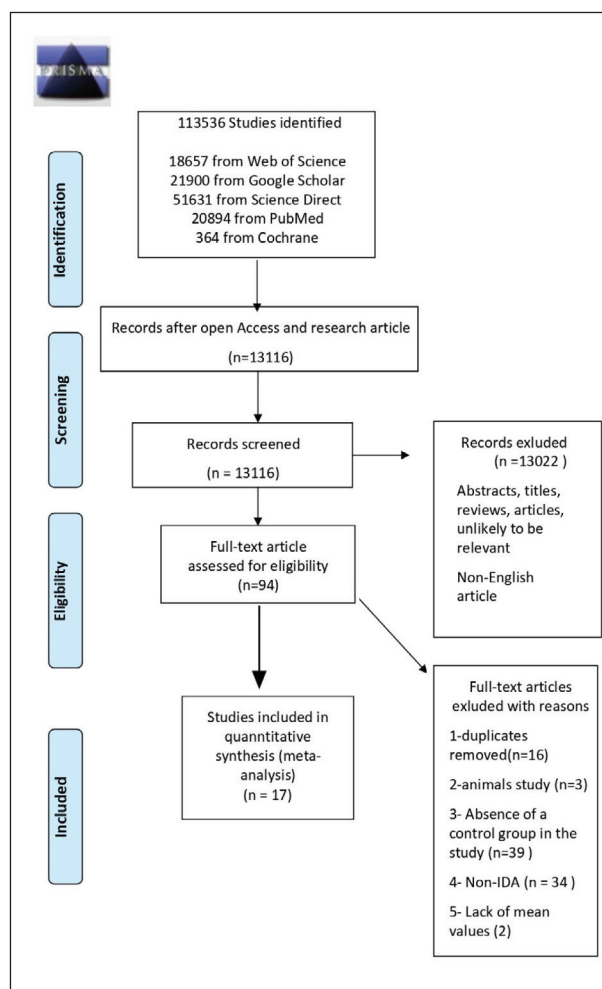 PRISMA
113536 Studies identified
18657 from Web of Science
21900 from Google Scholar
51631 from Science Direct
20894 from PubMed
364 from Cochrane
Identification
Records after open Access and research article
(n=13116)
Screening
Records screened
(n = 13116)
Records exluded
(n =13022 )
Abstracts, titles,
reviews, articles,
unlikely to be
relevant
Non-English
article
Eligibility
Full-text article
assessed for eligibility
(n=94)
Full-text articles
exluded with reasons
1-duplicates
removed(n=16)
2-animals study (n=3)
3- Absence of a
control group in the
study (n=39 )
4- Non-IDA (n = 34 )
5- Lack of mean
values (2)
Included
Studies included in
quanntitative
synthesis (meta-
analysis)
(n = 17)